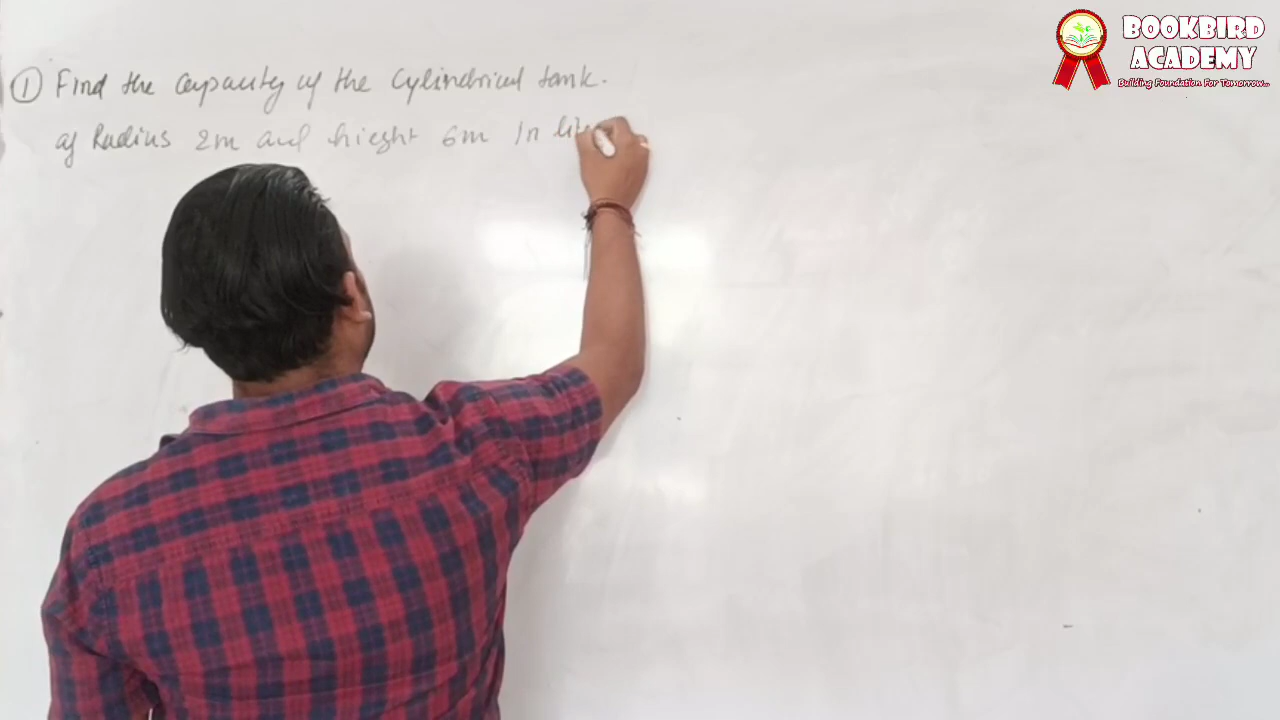 ① Find the capacity of the Cylindrical tank.
of Radius 2m and hieght 6m In lite
BOOKBIRD
ACADEMY
Building Foundation For Tomorrow...